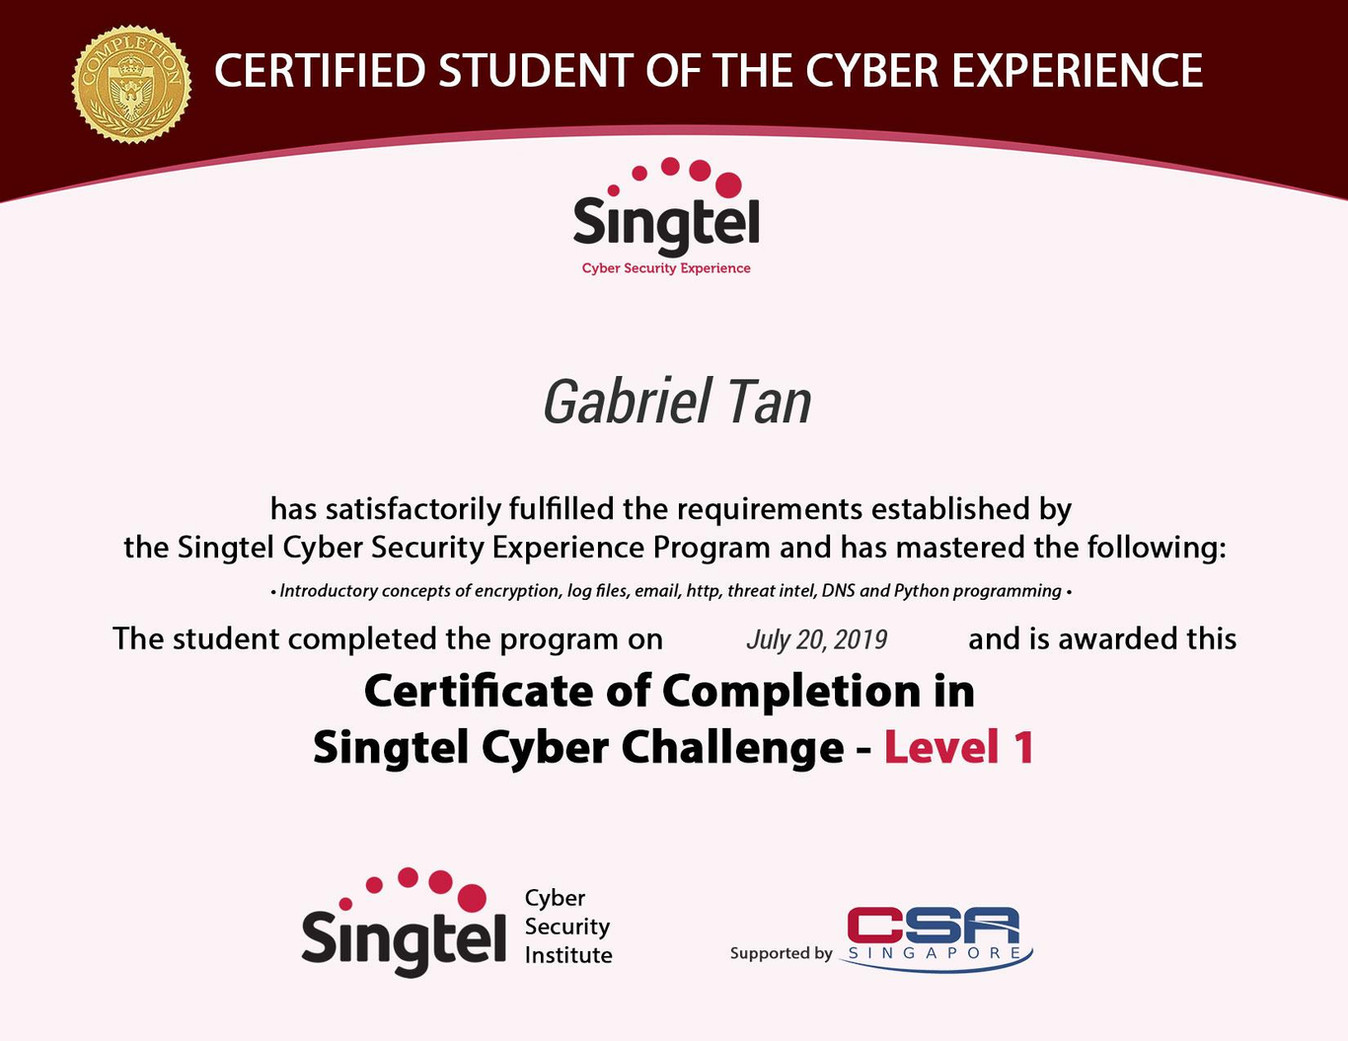 COMPLETION
CERTIFIED STUDENT OF THE CYBER EXPERIENCE
Singtel
Cyber Security Experience
Gabriel Tan
has satisfactorily fulfilled the requirements established by
the Singtel Cyber Security Experience Program and has mastered the following:
• Introductory concepts of encryption, log files, email, http, threat intel, DNS and Python programming •
The student completed the program on July 20, 2019 and is awarded this
Certificate of Completion in
Singtel Cyber Challenge - Level 1
Singtel
Cyber
Security
Institute
Supported by
CSA
SINGAPORE